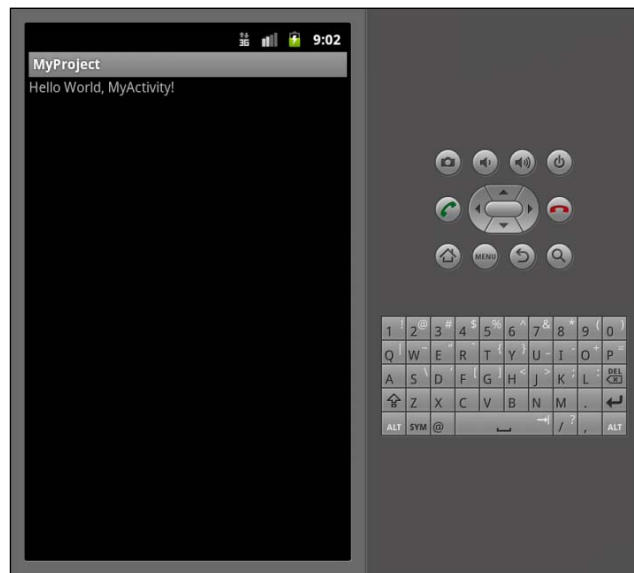 3G 9:02
MyProject
Hello World, MyActivity!
MENU
1 ! 2 @ 3 # 4 $ 5 % 6 ^ 7 & 8 * 9 ( 0 )
Q | W ~ E " R ` T { Y } U _ I - O + P =
A S \ D ' F [ G ] H < J > K ; L : DEL
Z X C V B N M .
ALT SYM @ / ? , ALT